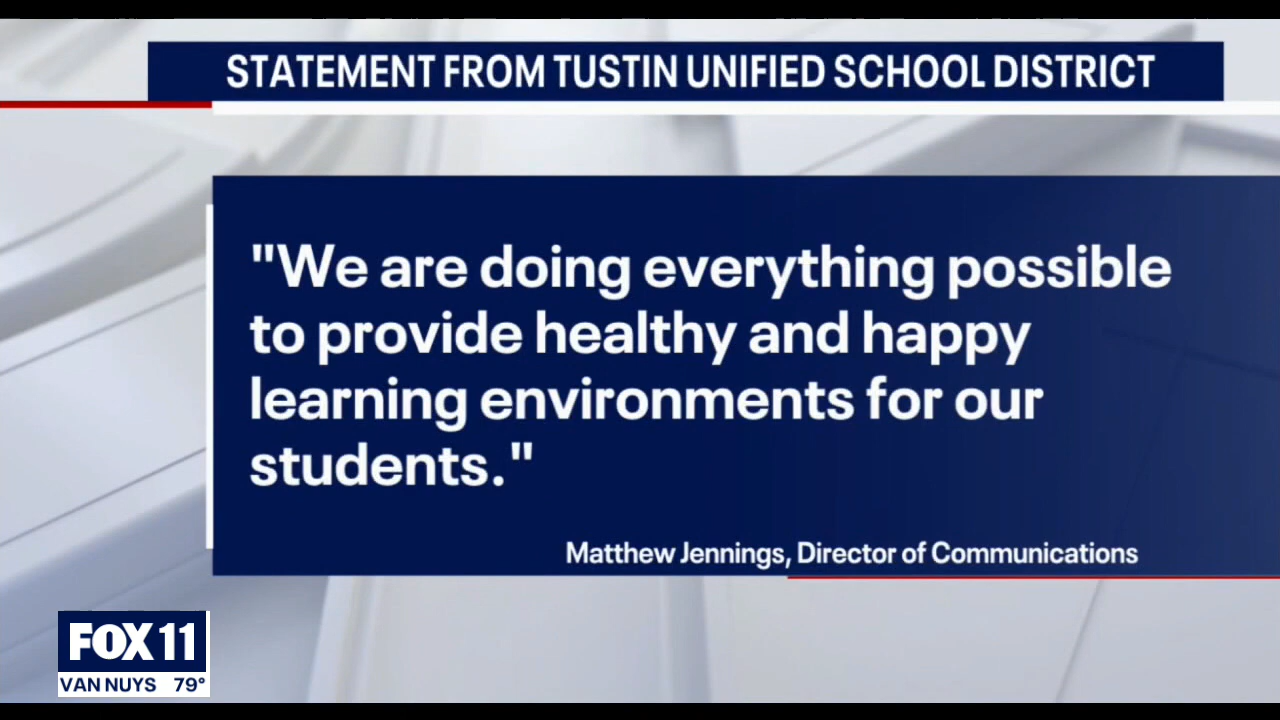 STATEMENT FROM TUSTIN UNIFIED SCHOOL DISTRICT
"We are doing everything possible
to provide healthy and happy
learning environments for our
students."
Matthew Jennings, Director of Communications
FOX 11
VAN NUYS 79°